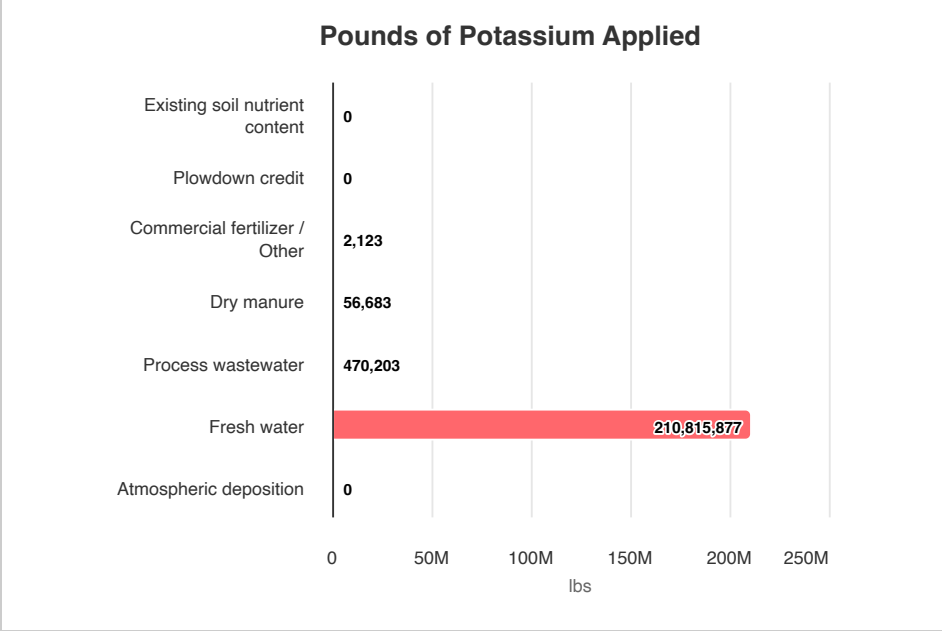 Pounds of Potassium Applied
Existing soil nutrient
content
0
Plowdown credit
0
Commercial fertilizer /
Other
2,123
Dry manure
56,683
Process wastewater
470,203
Fresh water
210,815,877
Atmospheric deposition
0
0 50M 100M 150M 200M 250M
lbs